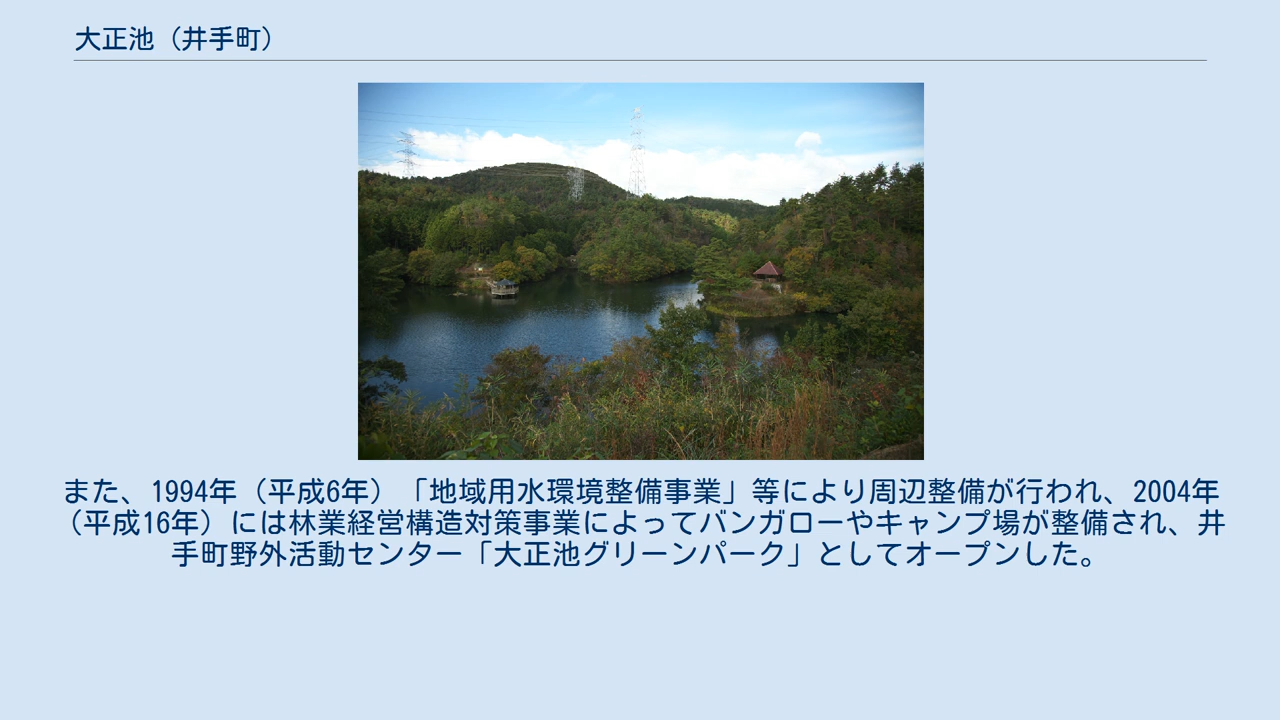 大正池（井手町）
また、1994年（平成6年）「地域用水環境整備事業」等により周辺整備が行われ、2004年
（平成16年）には林業経営構造対策事業によってバンガローやキャンプ場が整備され、井
手町野外活動センター「大正池グリーンパーク」としてオープンした。